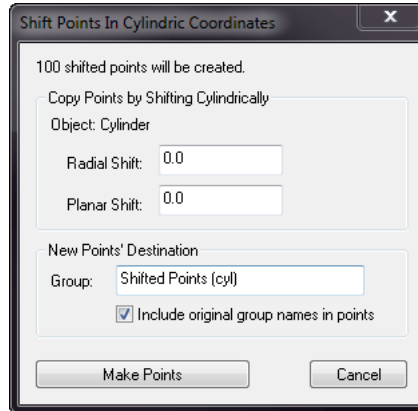 Shift Points In Cylindric Coordinates
x
100 shifted points will be created.
Copy Points by Shifting Cylindrically
Object: Cylinder
Radial Shift: 0.0
Planar Shift: 0.0
New Points' Destination
Group: Shifted Points (cyl)
Include original group names in points
Make Points Cancel